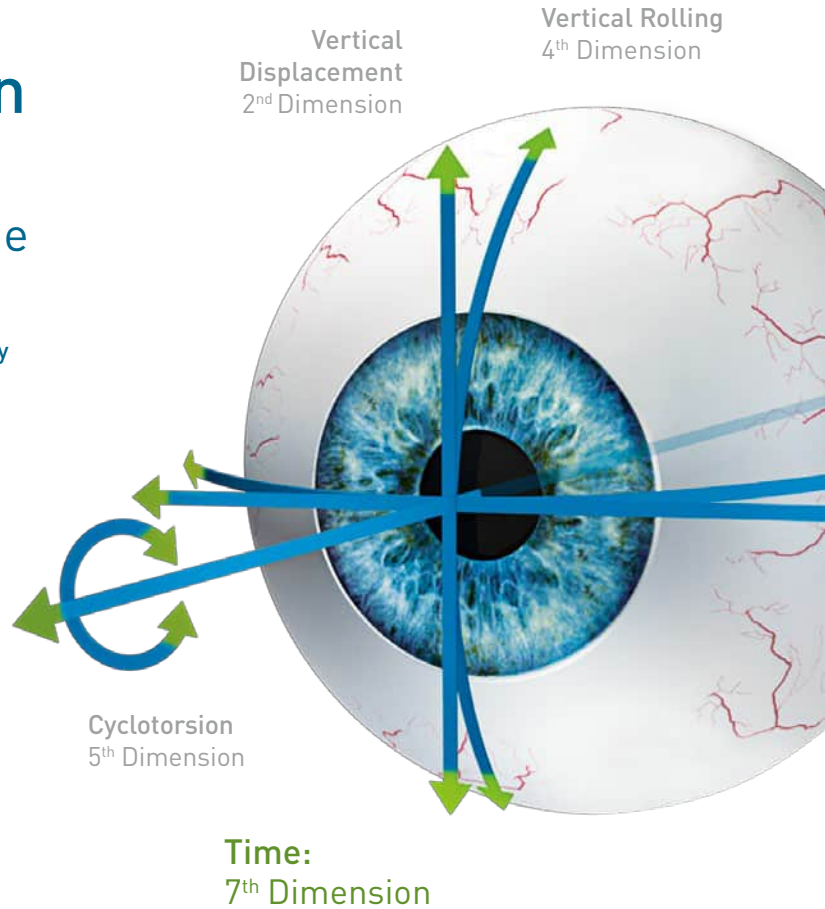 Vertical Rolling
4th Dimension
Vertical
Displacement
2nd Dimension
n
e
y
Cyclotorsion
5th Dimension
Time:
7th Dimension